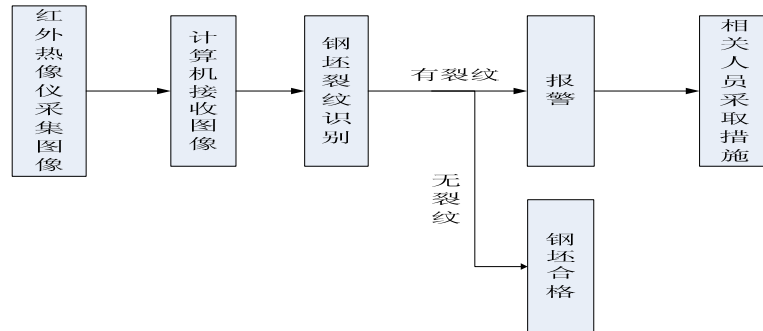 红外热像仪采集图像
计算机接收图像
钢坯裂纹识别
有裂纹
报警
相关人员采取措施
无裂纹
钢坯合格